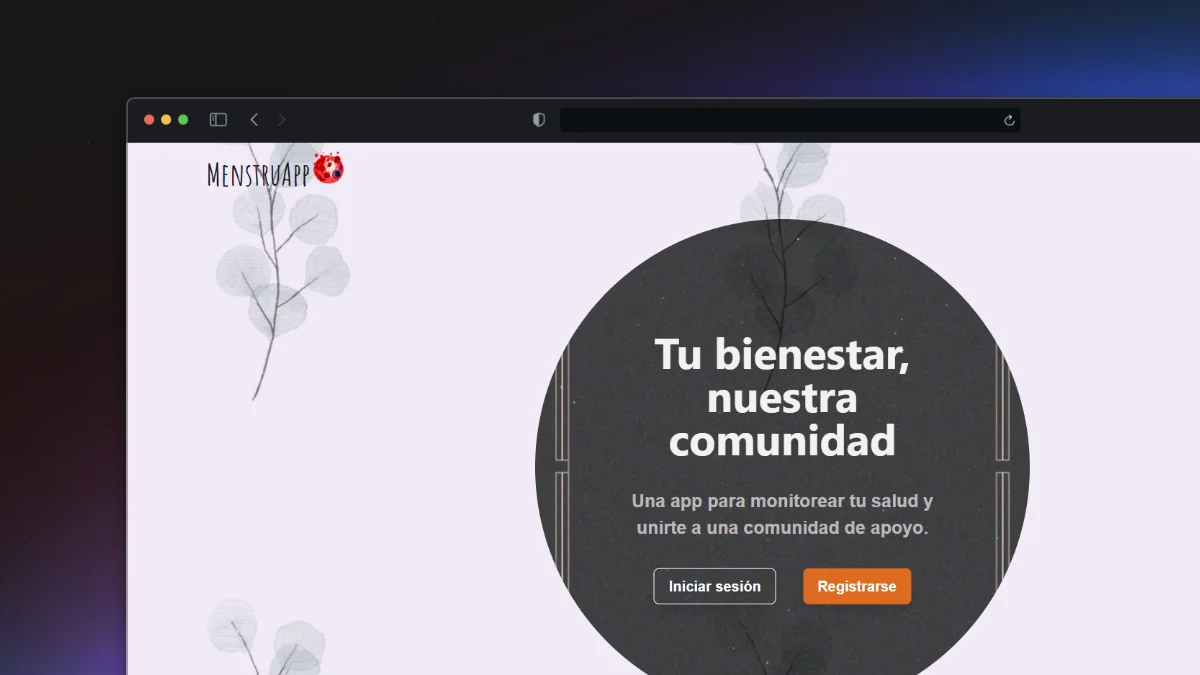 MenstruApp
Tu bienestar,
nuestra
comunidad
Una app para monitorear tu salud y
unirte a una comunidad de apoyo.
Iniciar sesión
Registrarse